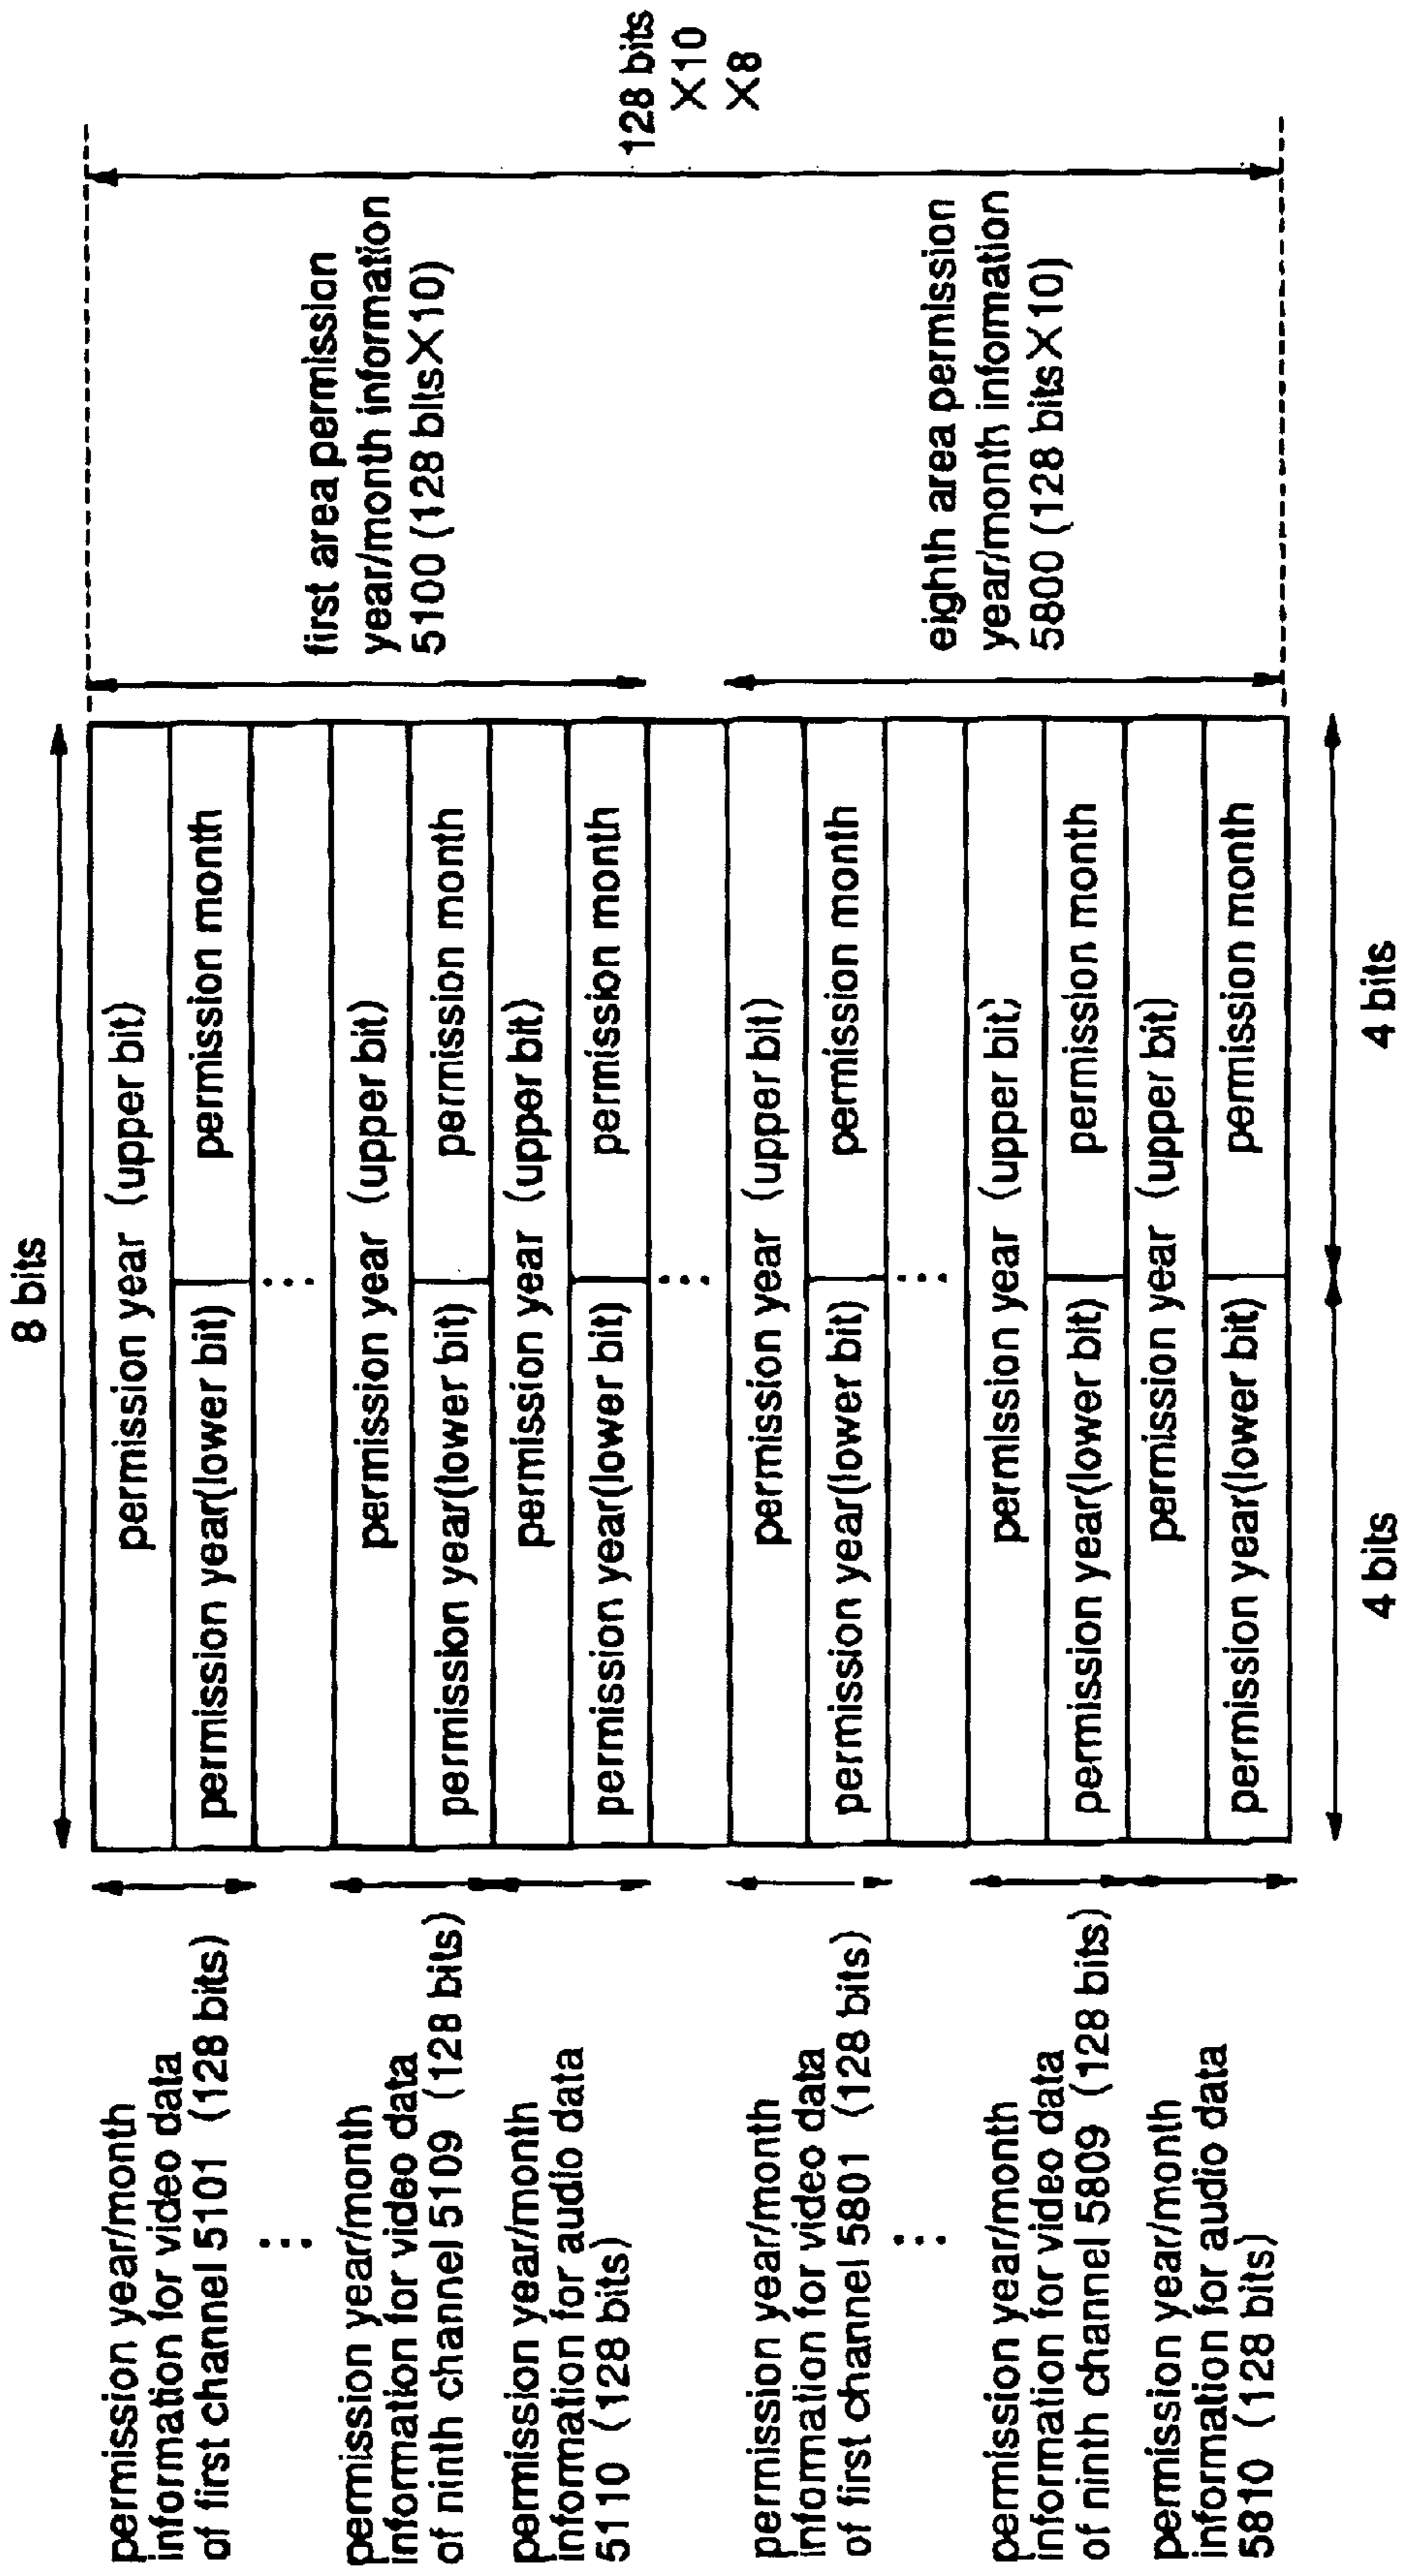 8 bits
permission year/month
information for video data
of first channel 5101 (128 bits)
permission year (upper bit)
permission year(lower bit)
permission month
first area permission
year/month information
5100 (128 bitsX10)
128 bits
X10
X8
⋮
⋮
permission year/month
information for video data
of ninth channel 5109 (128 bits)
permission year (upper bit)
permission year(lower bit)
permission month
permission year/month
information for audio data
5110 (128 bits)
permission year (upper bit)
permission year(lower bit)
permission month
⋮
permission year/month
information for video data
of first channel 5801 (128 bits)
permission year (upper bit)
permission year(lower bit)
permission month
eighth area permission
year/month infomation
5800 (128 bitsX10)
⋮
⋮
permission year/month
information for video data
of ninth channel 5809 (128 bits)
permission year (upper bit)
permission year(lower bit)
permission month
permission year/month
information for audio data
5810 (128 bits)
permission year (upper bit)
permission year(lower bit)
permission month
4 bits
4 bits